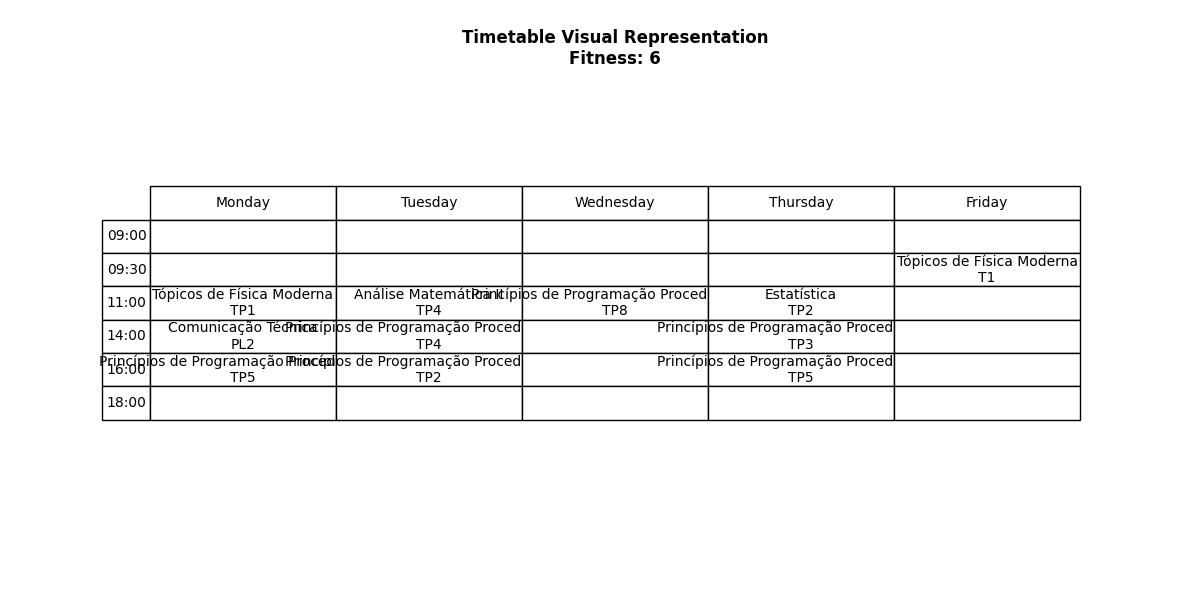 Timetable Visual Representation
Fitness: 6
Monday Tuesday Wednesday Thursday Friday
09:00
09:30
Tópicos de Física Moderna
T1
11:00
Tópicos de Física Moderna
TP1
Análise Matemática II
TP4
Princípios de Programação Proced
TP8
Estatística
TP2
14:00
Comunicação Técnica
PL2
Princípios de Programação Proced
TP4
Princípios de Programação Proced
TP3
16:00
Princípios de Programação Proced
TP5
Princípios de Programação Proced
TP2
Princípios de Programação Proced
TP5
18:00